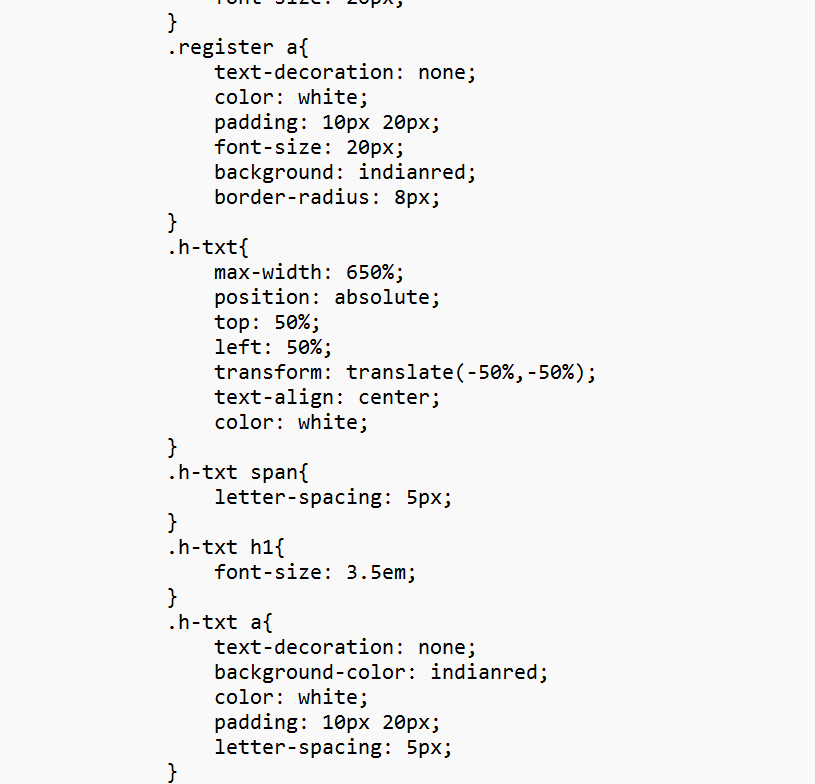 font-size: 20px;
}
.register a{
    text-decoration: none;
    color: white;
    padding: 10px 20px;
    font-size: 20px;
    background: indianred;
    border-radius: 8px;
}
.h-txt{
    max-width: 650%;
    position: absolute;
    top: 50%;
    left: 50%;
    transform: translate(-50%,-50%);
    text-align: center;
    color: white;
}
.h-txt span{
    letter-spacing: 5px;
}
.h-txt h1{
    font-size: 3.5em;
}
.h-txt a{
    text-decoration: none;
    background-color: indianred;
    color: white;
    padding: 10px 20px;
    letter-spacing: 5px;
}